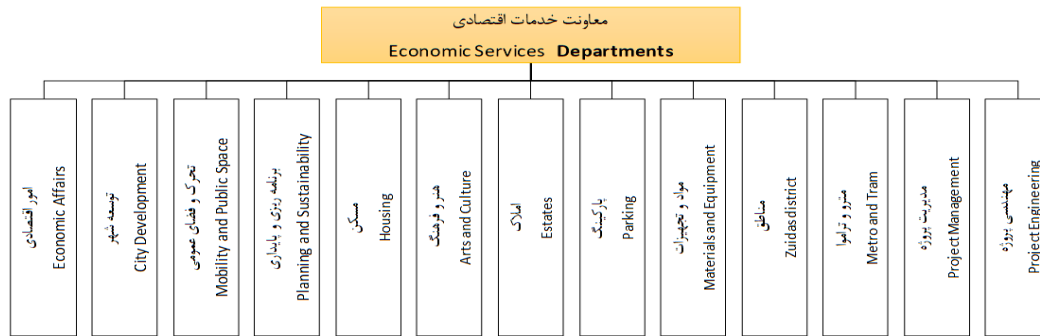 معاونت خدمات اقتصادی
Economic Services Departments
امور اقتصادی
Economic Affairs
توسعه شهر
City Development
تحرک و فضای عمومی
Mobility and Public Space
برنامه ریزی و پایداری
Planning and Sustainability
مسکن
Housing
هنر و فرهنگ
Arts and Culture
املاک
Estates
پارکینگ
Parking
مواد و تجهیزات
Materials and Equipment
مناطق
Zuidas district
مترو و تراموا
Metro and Tram
مدیریت پروژه
Project Management
مهندسی پروژه
Project Engineering